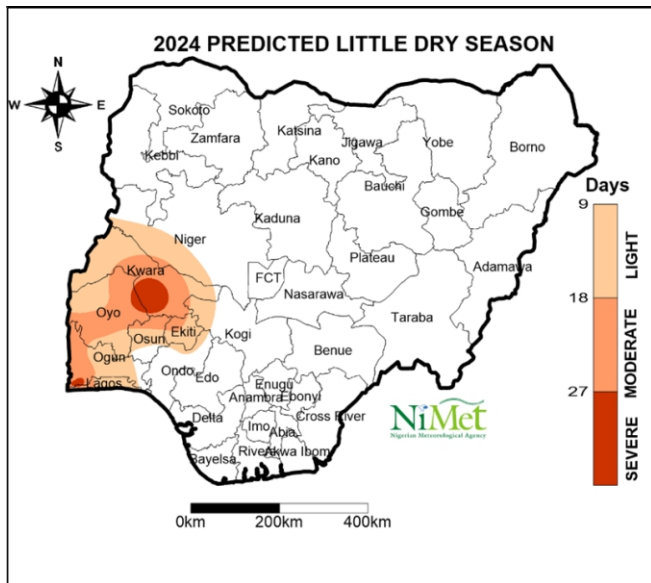 2024 PREDICTED LITTLE DRY SEASON
N
W E
S
Sokoto
Zamfara
Katsina
Jigawa
Yobe
Borno
Kebbi
Kano
Bauchi
Gombe
Kaduna
Niger
Plateau
Adamawa
Kwara
FCT
Nasarawa
Taraba
Oyo
Osun
Ekiti
Kogi
Benue
Ogun
Lagos
Ondo
Edo
Enugu
Ebonyi
Anambra
Cross River
Delta
Imo
Abia
Bayelsa
Rivers
Akwa Ibom
Days
9
LIGHT
18
MODERATE
27
SEVERE
NiMet
Nigerian Meteorological Agency
0km 200km 400km